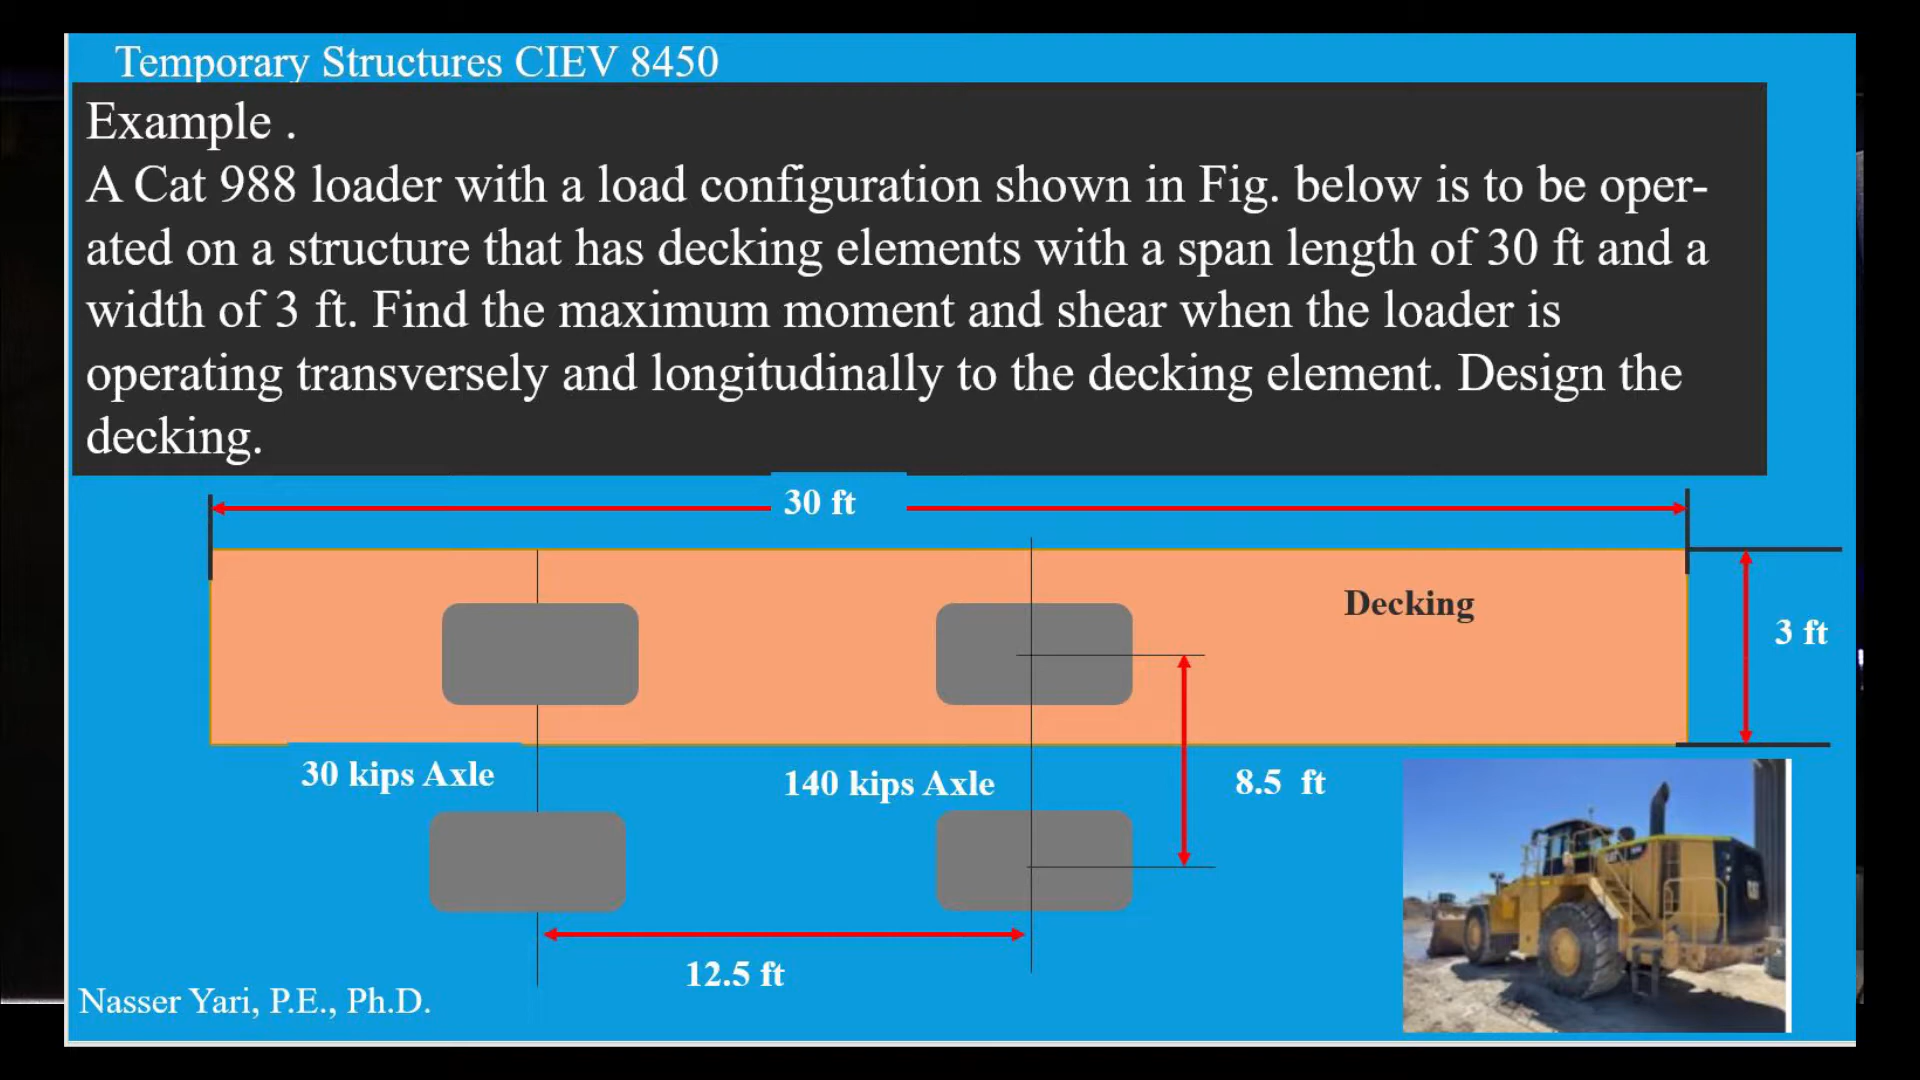 Temporary Structures CIEV 8450
Example .
A Cat 988 loader with a load configuration shown in Fig. below is to be oper-
ated on a structure that has decking elements with a span length of 30 ft and a
width of 3 ft. Find the maximum moment and shear when the loader is
operating transversely and longitudinally to the decking element. Design the
decking.
30 ft
Decking
3 ft
30 kips Axle
140 kips Axle
8.5 ft
12.5 ft
Nasser Yari, P.E., Ph.D.